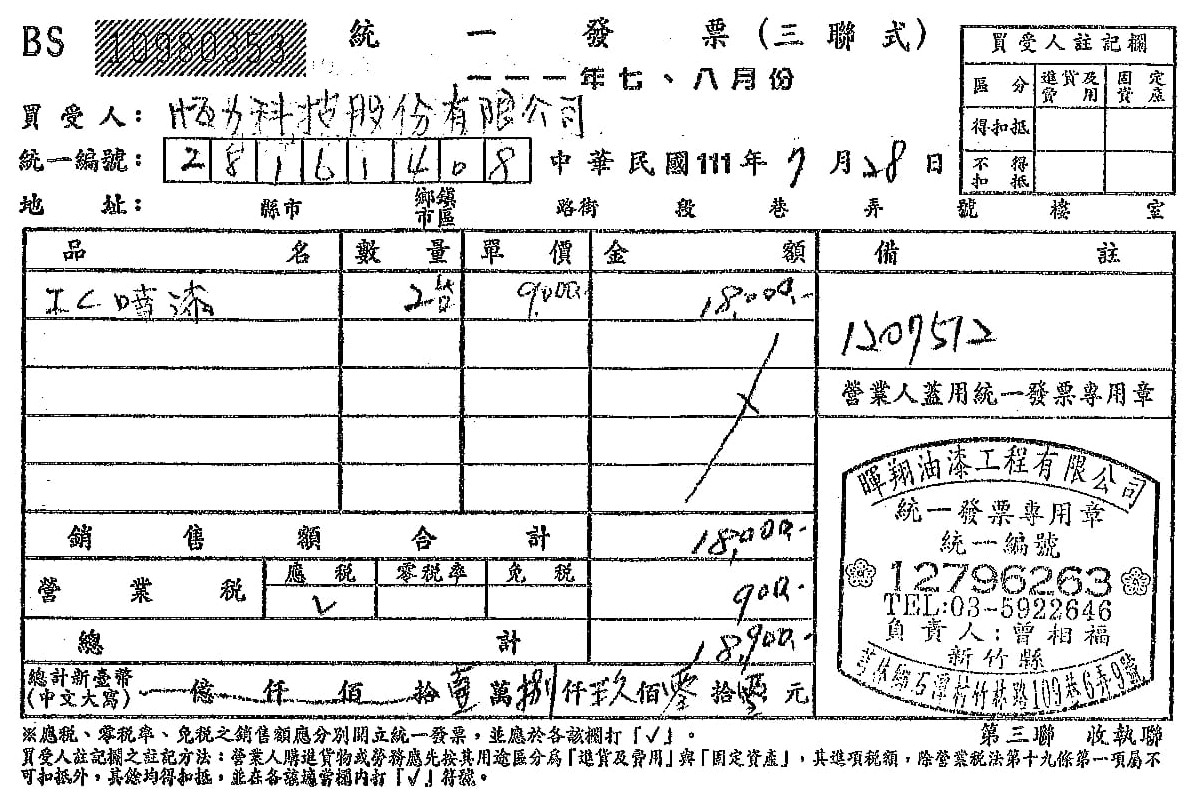 BS 10980353 統一發票(三聯式)
一一一年七、八月份
買受人註記欄
區分 進貨及費用 固定資產
得扣抵
不得扣抵
買受人: 恆力科技股份有限公司
統一編號: 28161408 中華民國111年7月28日
地址: 縣市 鄉鎮市區 路街 段 巷 弄 號 樓 室
品名 數量 單價 金額 備註
噴漆 2台 9,000.- 18,000.-
1207512
營業人蓋用統一發票專用章
銷售額合計 18,000.-
營業稅 應稅 零稅率 免稅
✓ 900.-
總計 18,900.-
總計新臺幣(中文大寫) 億 仟 佰 拾壹萬捌仟玖佰零拾零元
暉翔油漆工程有限公司
統一發票專用章
統一編號
12796263
TEL:03-5922646
負責人:曾相福
新竹縣
芎林鄉石潭村竹林路109巷6弄9號
※應稅、零稅率、免稅之銷售額應分別開立統一發票,並應於各該欄打「✓」。
第三聯 收執聯
買受人註記欄之註記方法:營業人購進貨物或勞務應先按其用途區分為「進貨及費用」與「固定資產」,其進項稅額,除營業稅法第十九條第一項屬不
可扣抵外,其餘均得扣抵,並在各該適當欄內打「✓」符號。